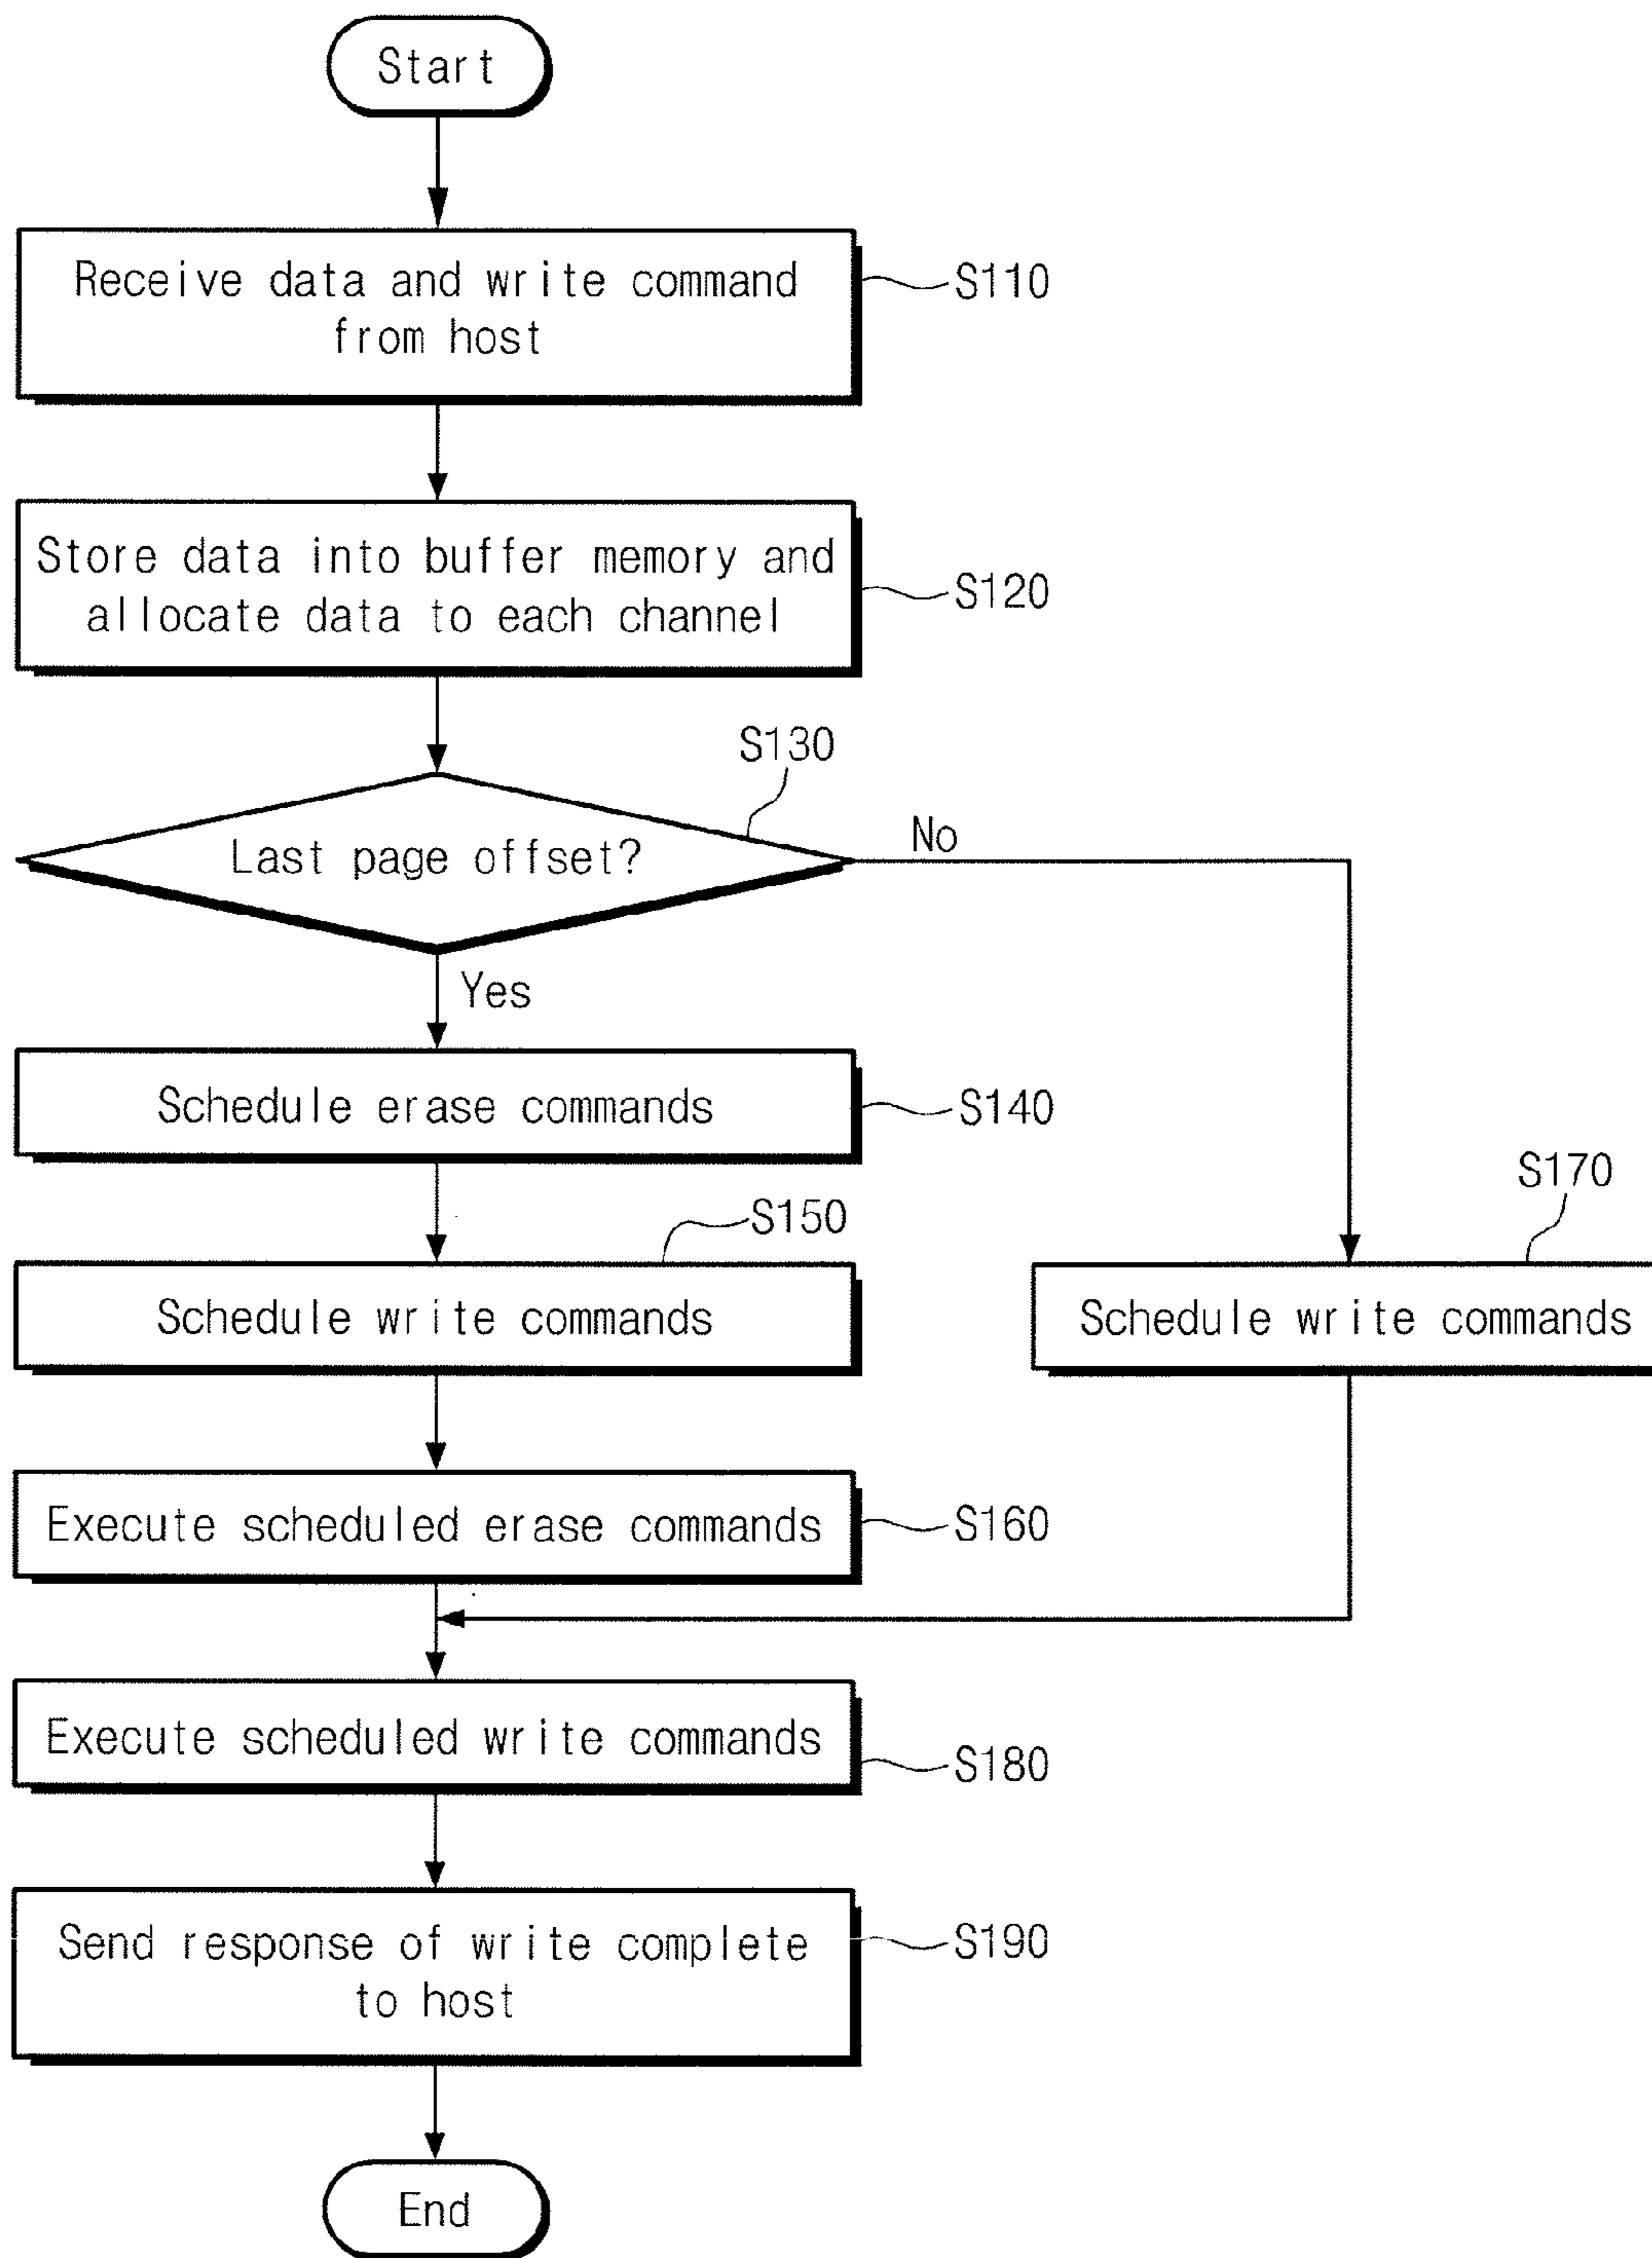 Start
Receive data and write command
from host
S110
Store data into buffer memory and
allocate data to each channel
S120
S130
Last page offset?
No
Yes
Schedule erase commands
S140
S150
Schedule write commands
S170
Schedule write commands
Execute scheduled erase commands
S160
Execute scheduled write commands
S180
Send response of write complete
to host
S190
End